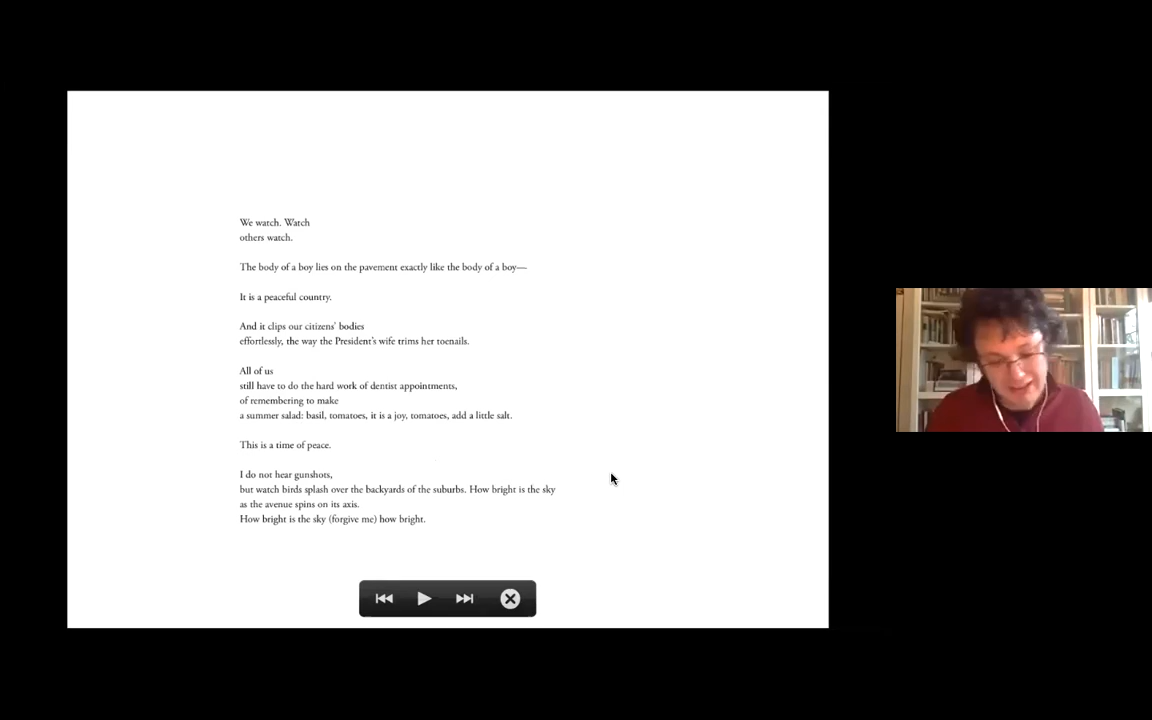 We watch. Watch
others watch.
The body of a boy lies on the pavement exactly like the body of a boy—
It is a peaceful country.
And it clips our citizens' bodies
effortlessly, the way the President's wife trims her toenails.
All of us
still have to do the hard work of dentist appointments,
of remembering to make
a summer salad: basil, tomatoes, it is a joy, tomatoes, add a little salt.
This is a time of peace.
I do not hear gunshots,
but watch birds splash over the backyards of the suburbs. How bright is the sky
as the avenue spins on its axis.
How bright is the sky (forgive me) how bright.